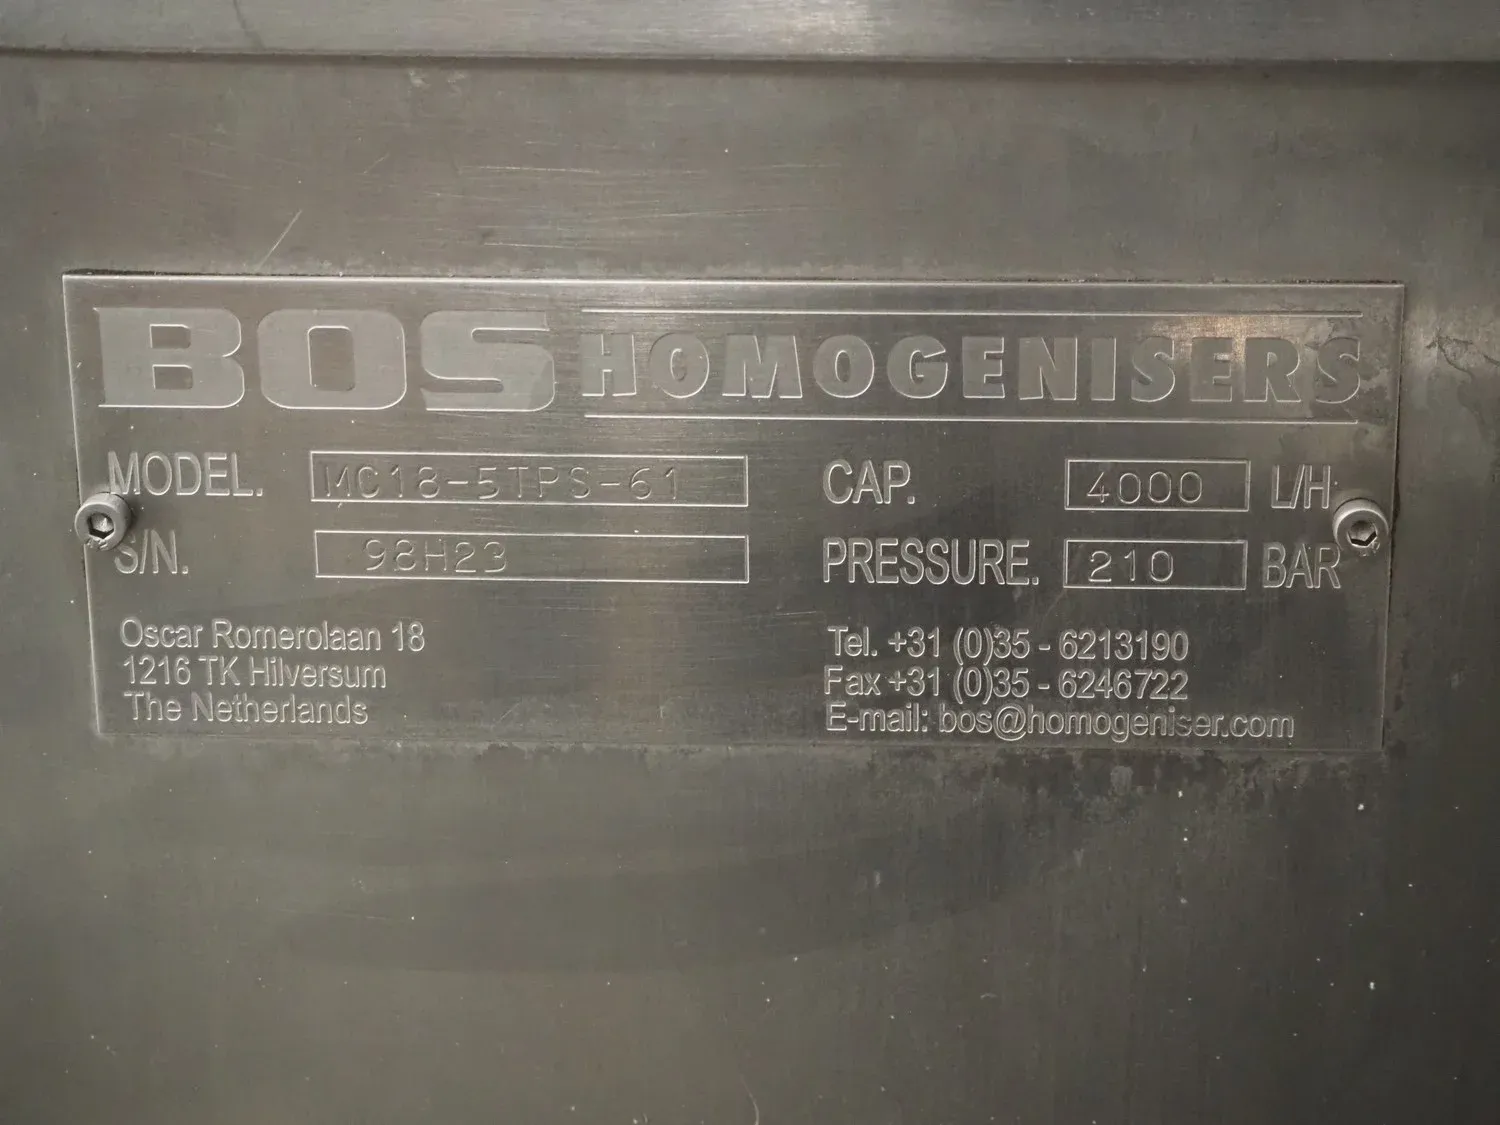 BOS HOMOGENISERS
MODEL. MC18-5TPS-61 CAP. 4000 L/H
S/N. 98H23 PRESSURE. 210 BAR
Oscar Romerolaan 18
1216 TK Hilversum
The Netherlands
Tel. +31 (0)35 - 6213190
Fax +31 (0)35 - 6246722
E-mail: bos@homogeniser.com